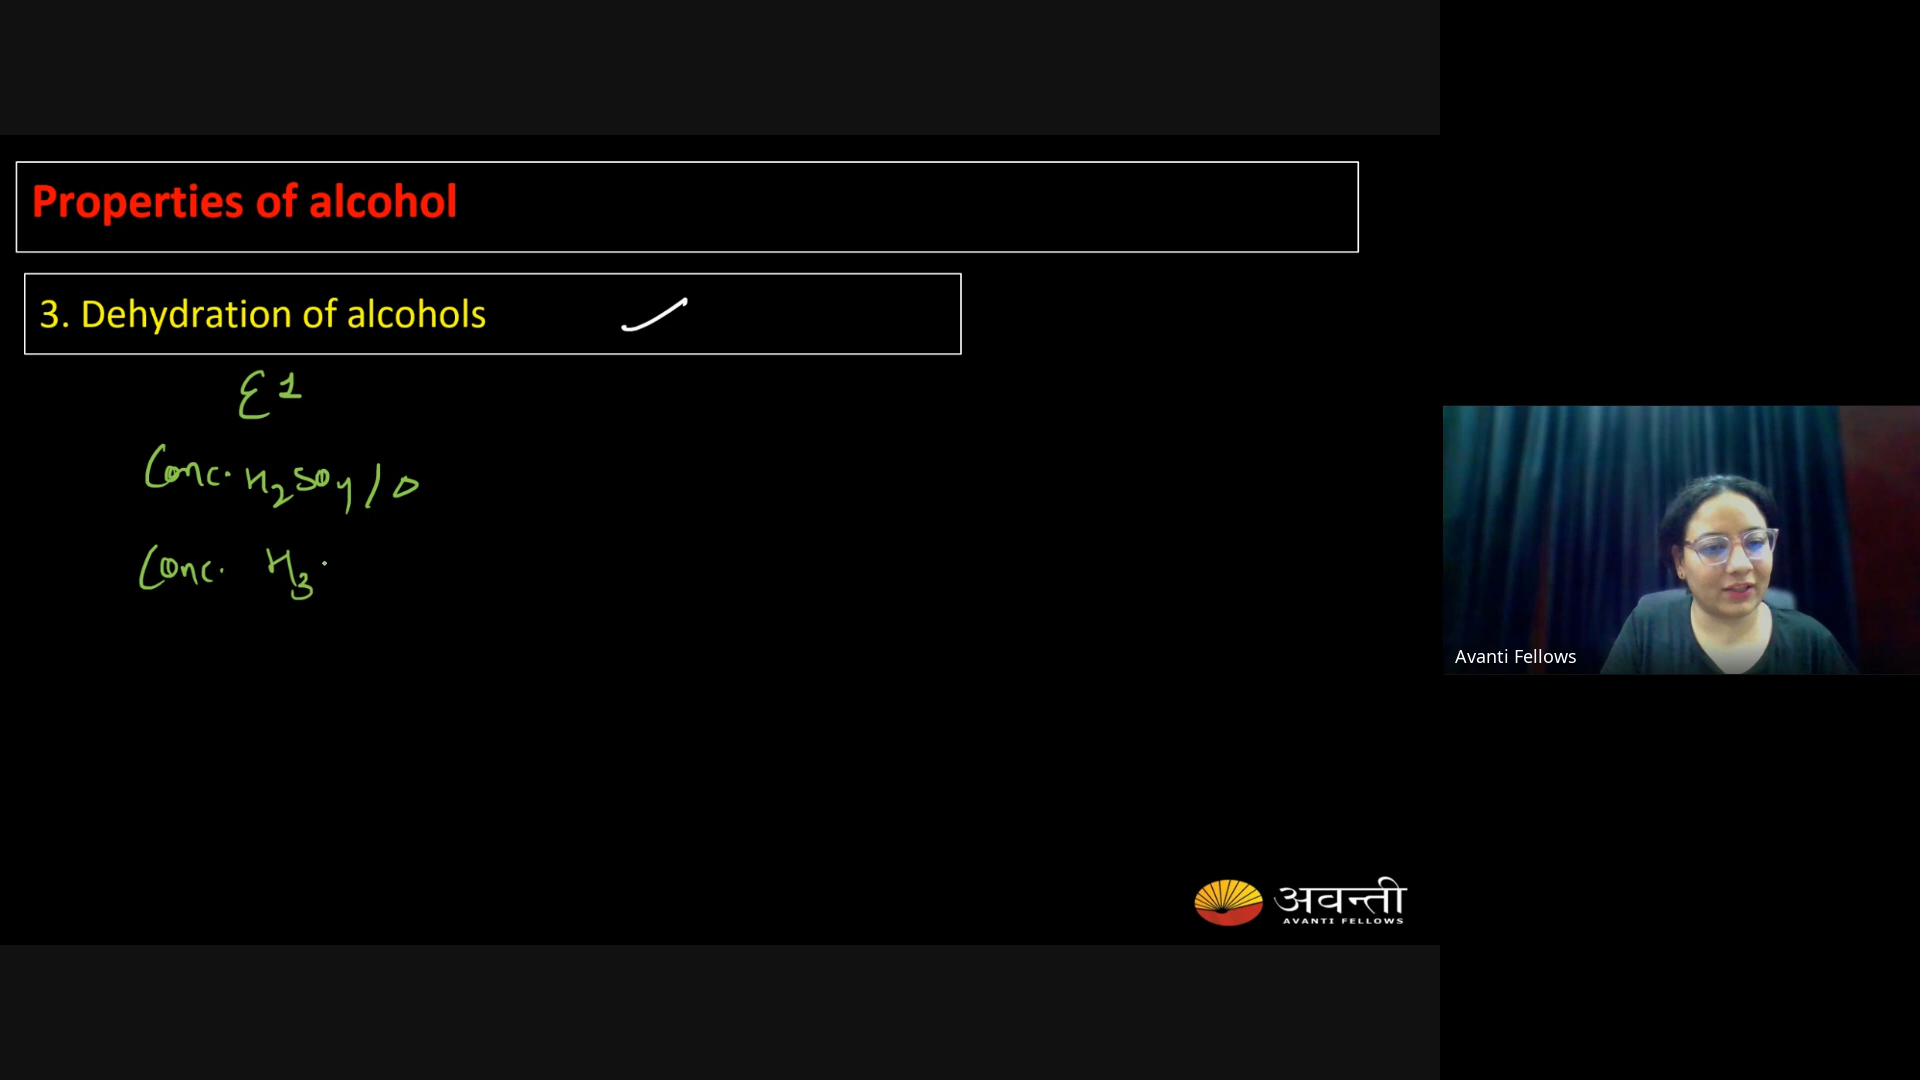 Properties of alcohol
3. Dehydration of alcohols
E1
Conc. H2SO4/Δ
Conc. H3
Avanti Fellows
अवन्ती
AVANTI FELLOWS